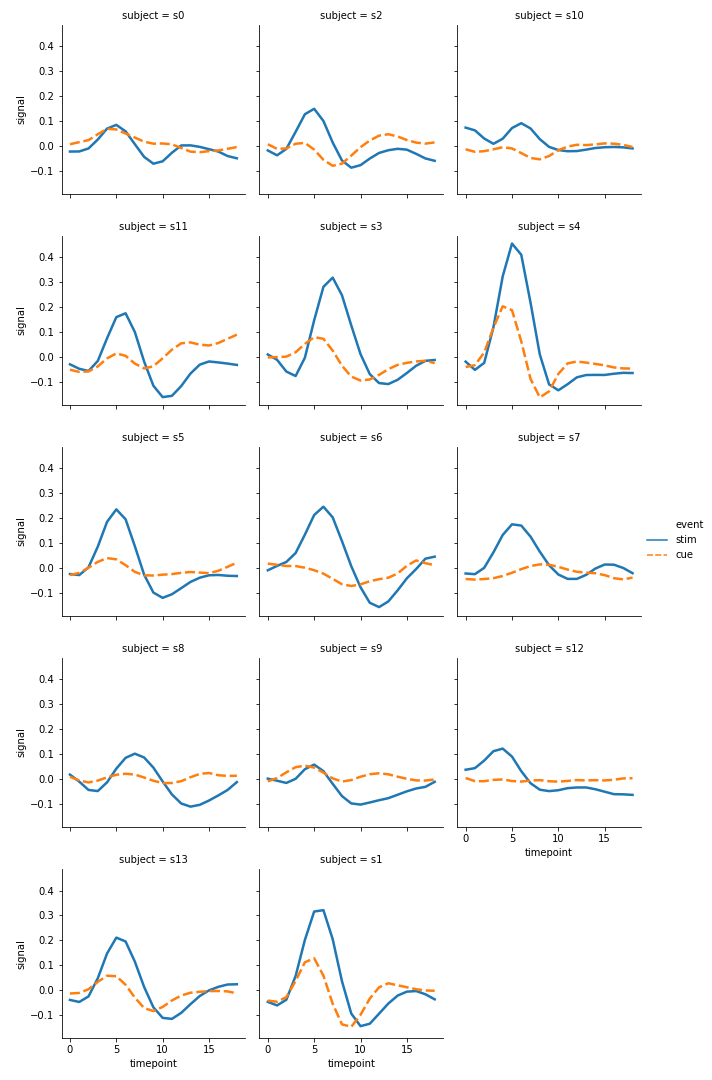 subject = s0 subject = s2 subject = s10
0.4
0.3
0.2
0.1
0.0
−0.1
signal
subject = s11 subject = s3 subject = s4
0.4
0.3
0.2
0.1
0.0
−0.1
signal
subject = s5 subject = s6 subject = s7
0.4
0.3
0.2
0.1
0.0
−0.1
signal
event
stim
cue
subject = s8 subject = s9 subject = s12
0.4
0.3
0.2
0.1
0.0
−0.1
signal
0 5 10 15
timepoint
subject = s13 subject = s1
0.4
0.3
0.2
0.1
0.0
−0.1
signal
0 5 10 15 0 5 10 15
timepoint timepoint